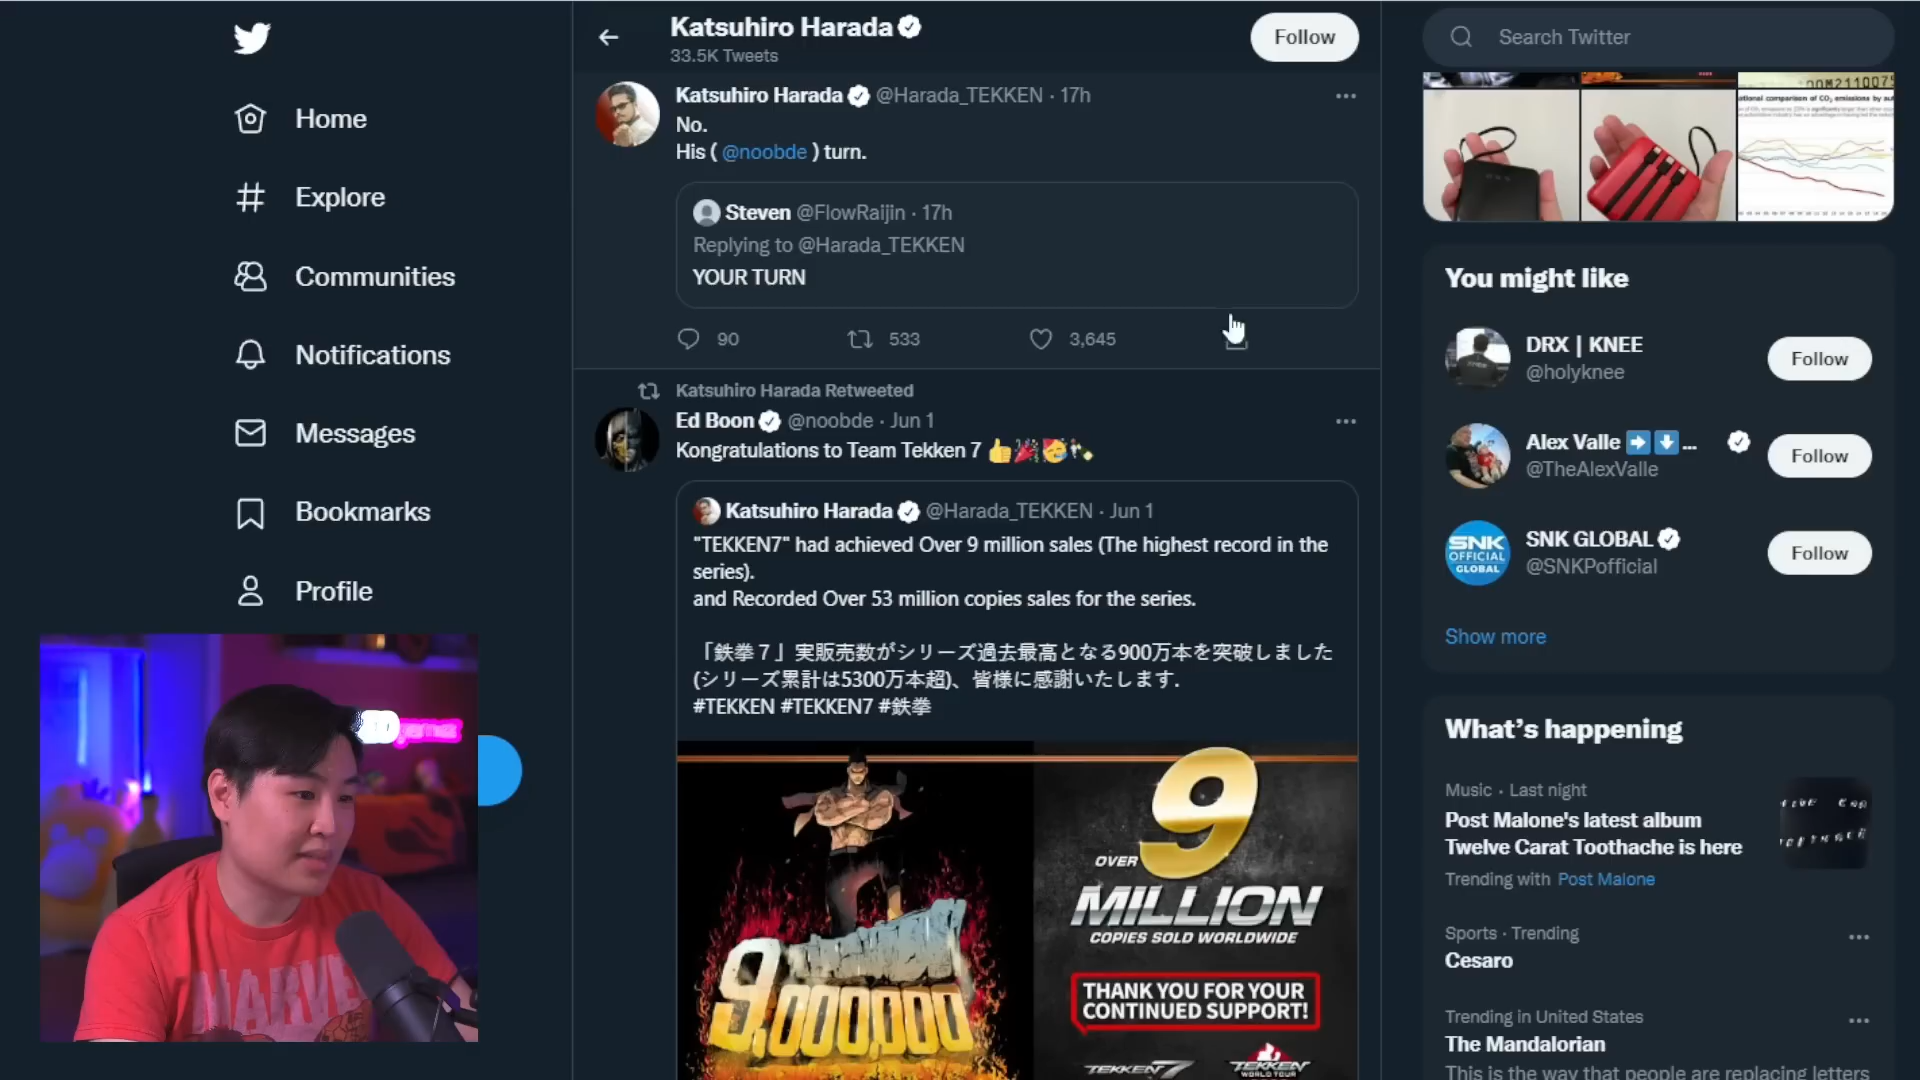 Home
Explore
Communities
Notifications
Messages
Bookmarks
Profile
Katsuhiro Harada
33.5K Tweets
Follow
Katsuhiro Harada @Harada_TEKKEN · 17h
No.
His ( @noobde ) turn.
Steven @FlowRaijin · 17h
Replying to @Harada_TEKKEN
YOUR TURN
90 533 3,645
Katsuhiro Harada Retweeted
Ed Boon @noobde · Jun 1
Kongratulations to Team Tekken 7 👍🎉🥳🍾
Katsuhiro Harada @Harada_TEKKEN · Jun 1
"TEKKEN7" had achieved Over 9 million sales (The highest record in the
series).
and Recorded Over 53 million copies sales for the series.
「鉄拳７」実販売数がシリーズ過去最高となる900万本を突破しました
(シリーズ累計は5300万本超)、皆様に感謝いたします.
#TEKKEN #TEKKEN7 #鉄拳
9,000,000
OVER 9
MILLION
COPIES SOLD WORLDWIDE
THANK YOU FOR YOUR
CONTINUED SUPPORT!
TEKKEN 7
TEKKEN
WORLD TOUR
MARVE
Search Twitter
You might like
DRX | KNEE
@holyknee
Follow
Alex Valle ➡️⬇️ ...
@TheAlexValle
Follow
SNK
OFFICIAL
GLOBAL
SNK GLOBAL
@SNKPofficial
Follow
Show more
What's happening
Music · Last night
Post Malone's latest album
Twelve Carat Toothache is here
Trending with Post Malone
Sports · Trending
Cesaro
Trending in United States
The Mandalorian
This is the way that people are replacing letters